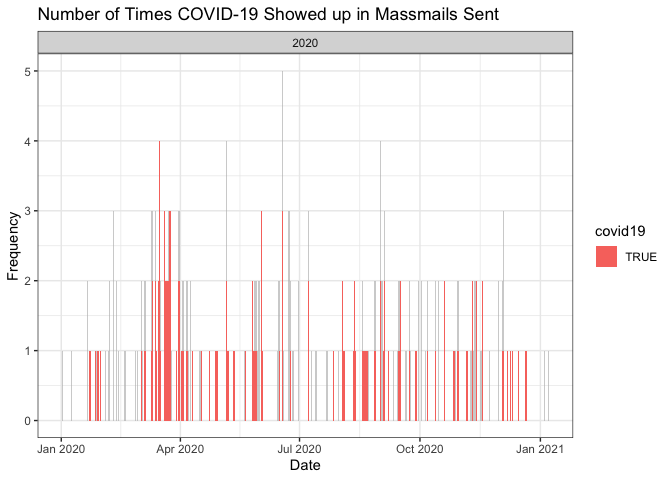 Number of Times COVID-19 Showed up in Massmails Sent
2020
5
4
3
2
1
0
Frequency
Jan 2020 Apr 2020 Jul 2020 Oct 2020 Jan 2021
Date
covid19
TRUE